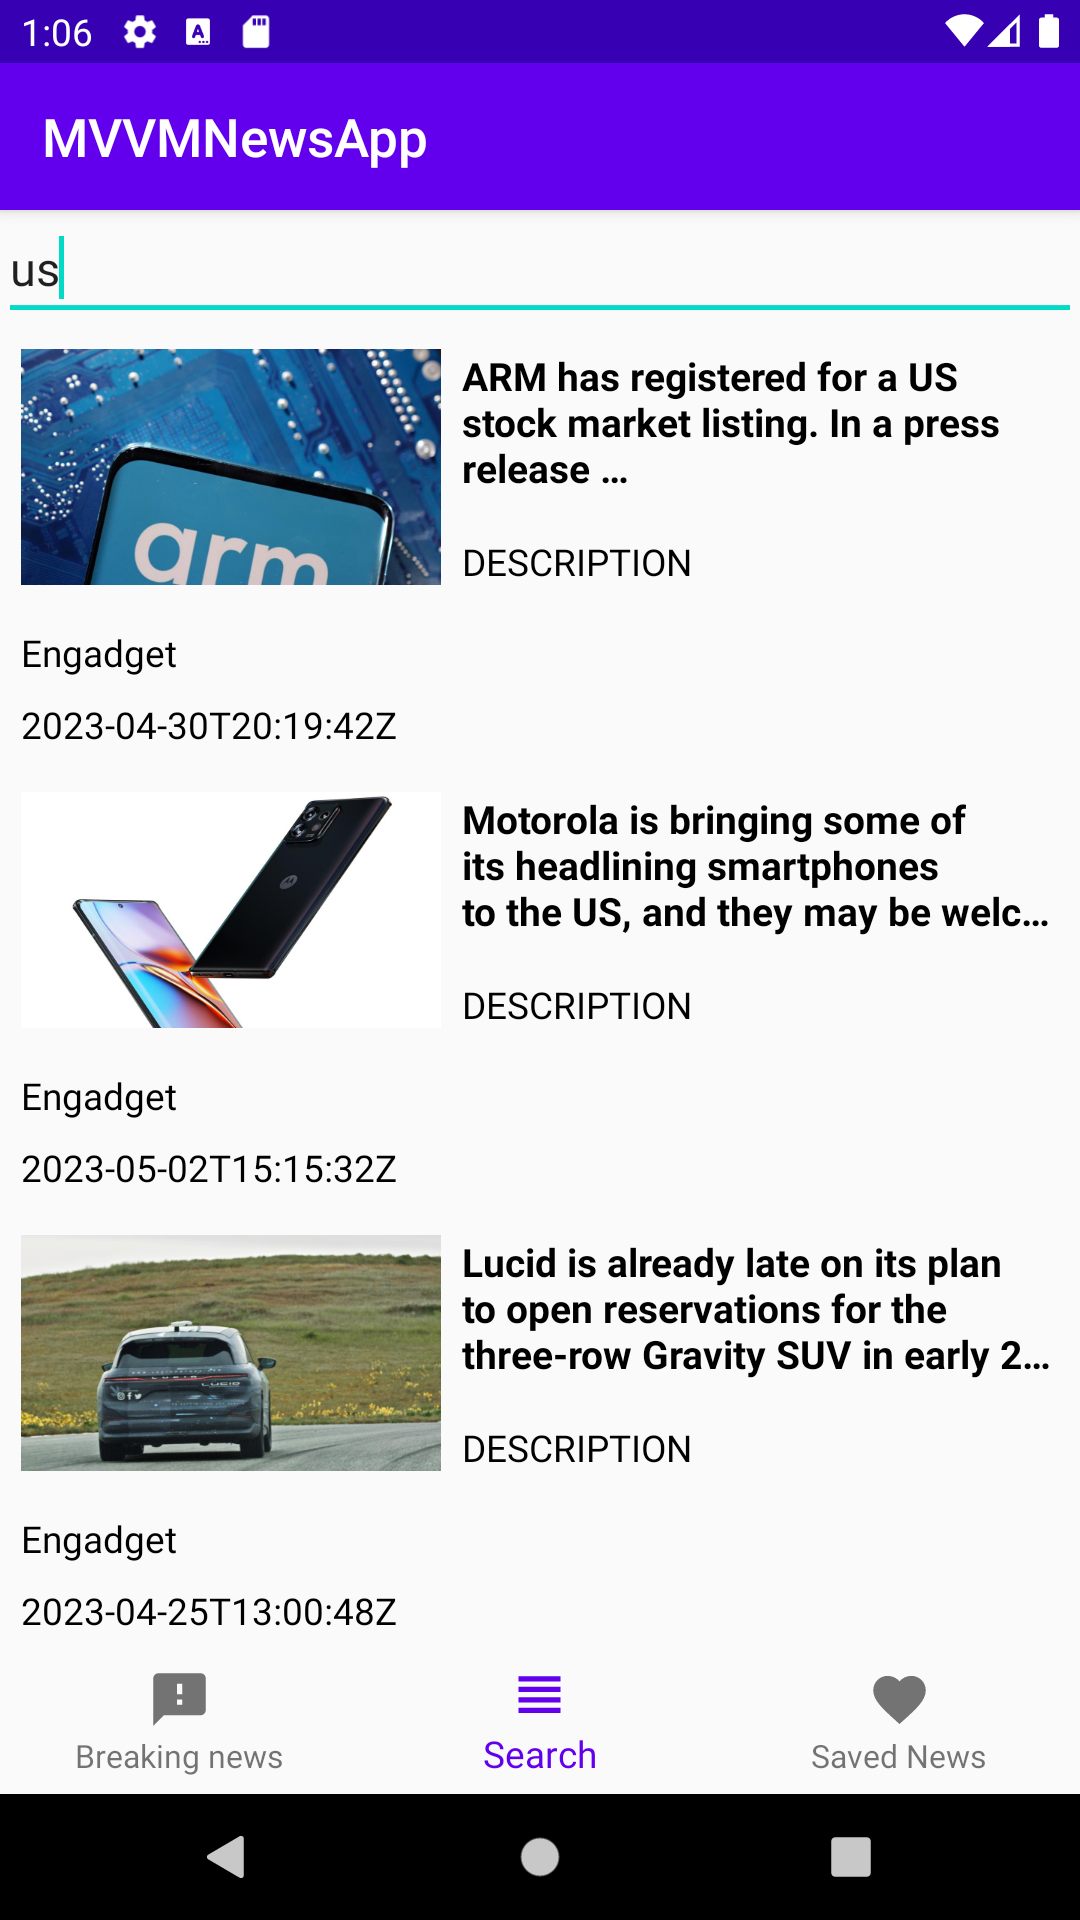 1:06
MVVMNewsApp
us
arm
ARM has registered for a US
stock market listing. In a press
release …
DESCRIPTION
Engadget
2023-04-30T20:19:42Z
Motorola is bringing some of
its headlining smartphones
to the US, and they may be welc…
DESCRIPTION
Engadget
2023-05-02T15:15:32Z
LUCID
Lucid is already late on its plan
to open reservations for the
three-row Gravity SUV in early 2…
DESCRIPTION
Engadget
2023-04-25T13:00:48Z
Breaking news
Search
Saved News